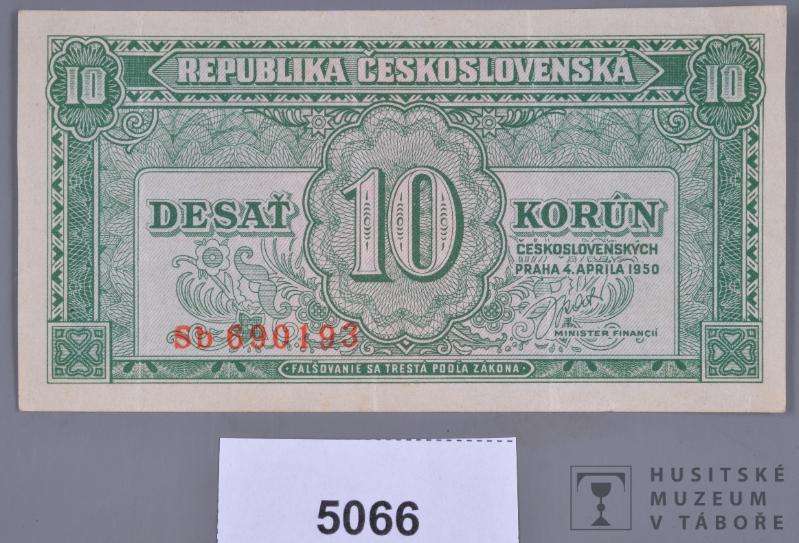 10 REPUBLIKA ČESKOSLOVENSKÁ 10
DESAŤ 10 KORÚN
ČESKOSLOVENSKÝCH
PRAHA 4. APRÍLA 1950
Sb 690193
MINISTER FINANCIÍ
· FALŠOVANIE SA TRESTÁ PODĽA ZÁKONA ·
5066
HUSITSKÉ
MUZEUM
V TÁBOŘE